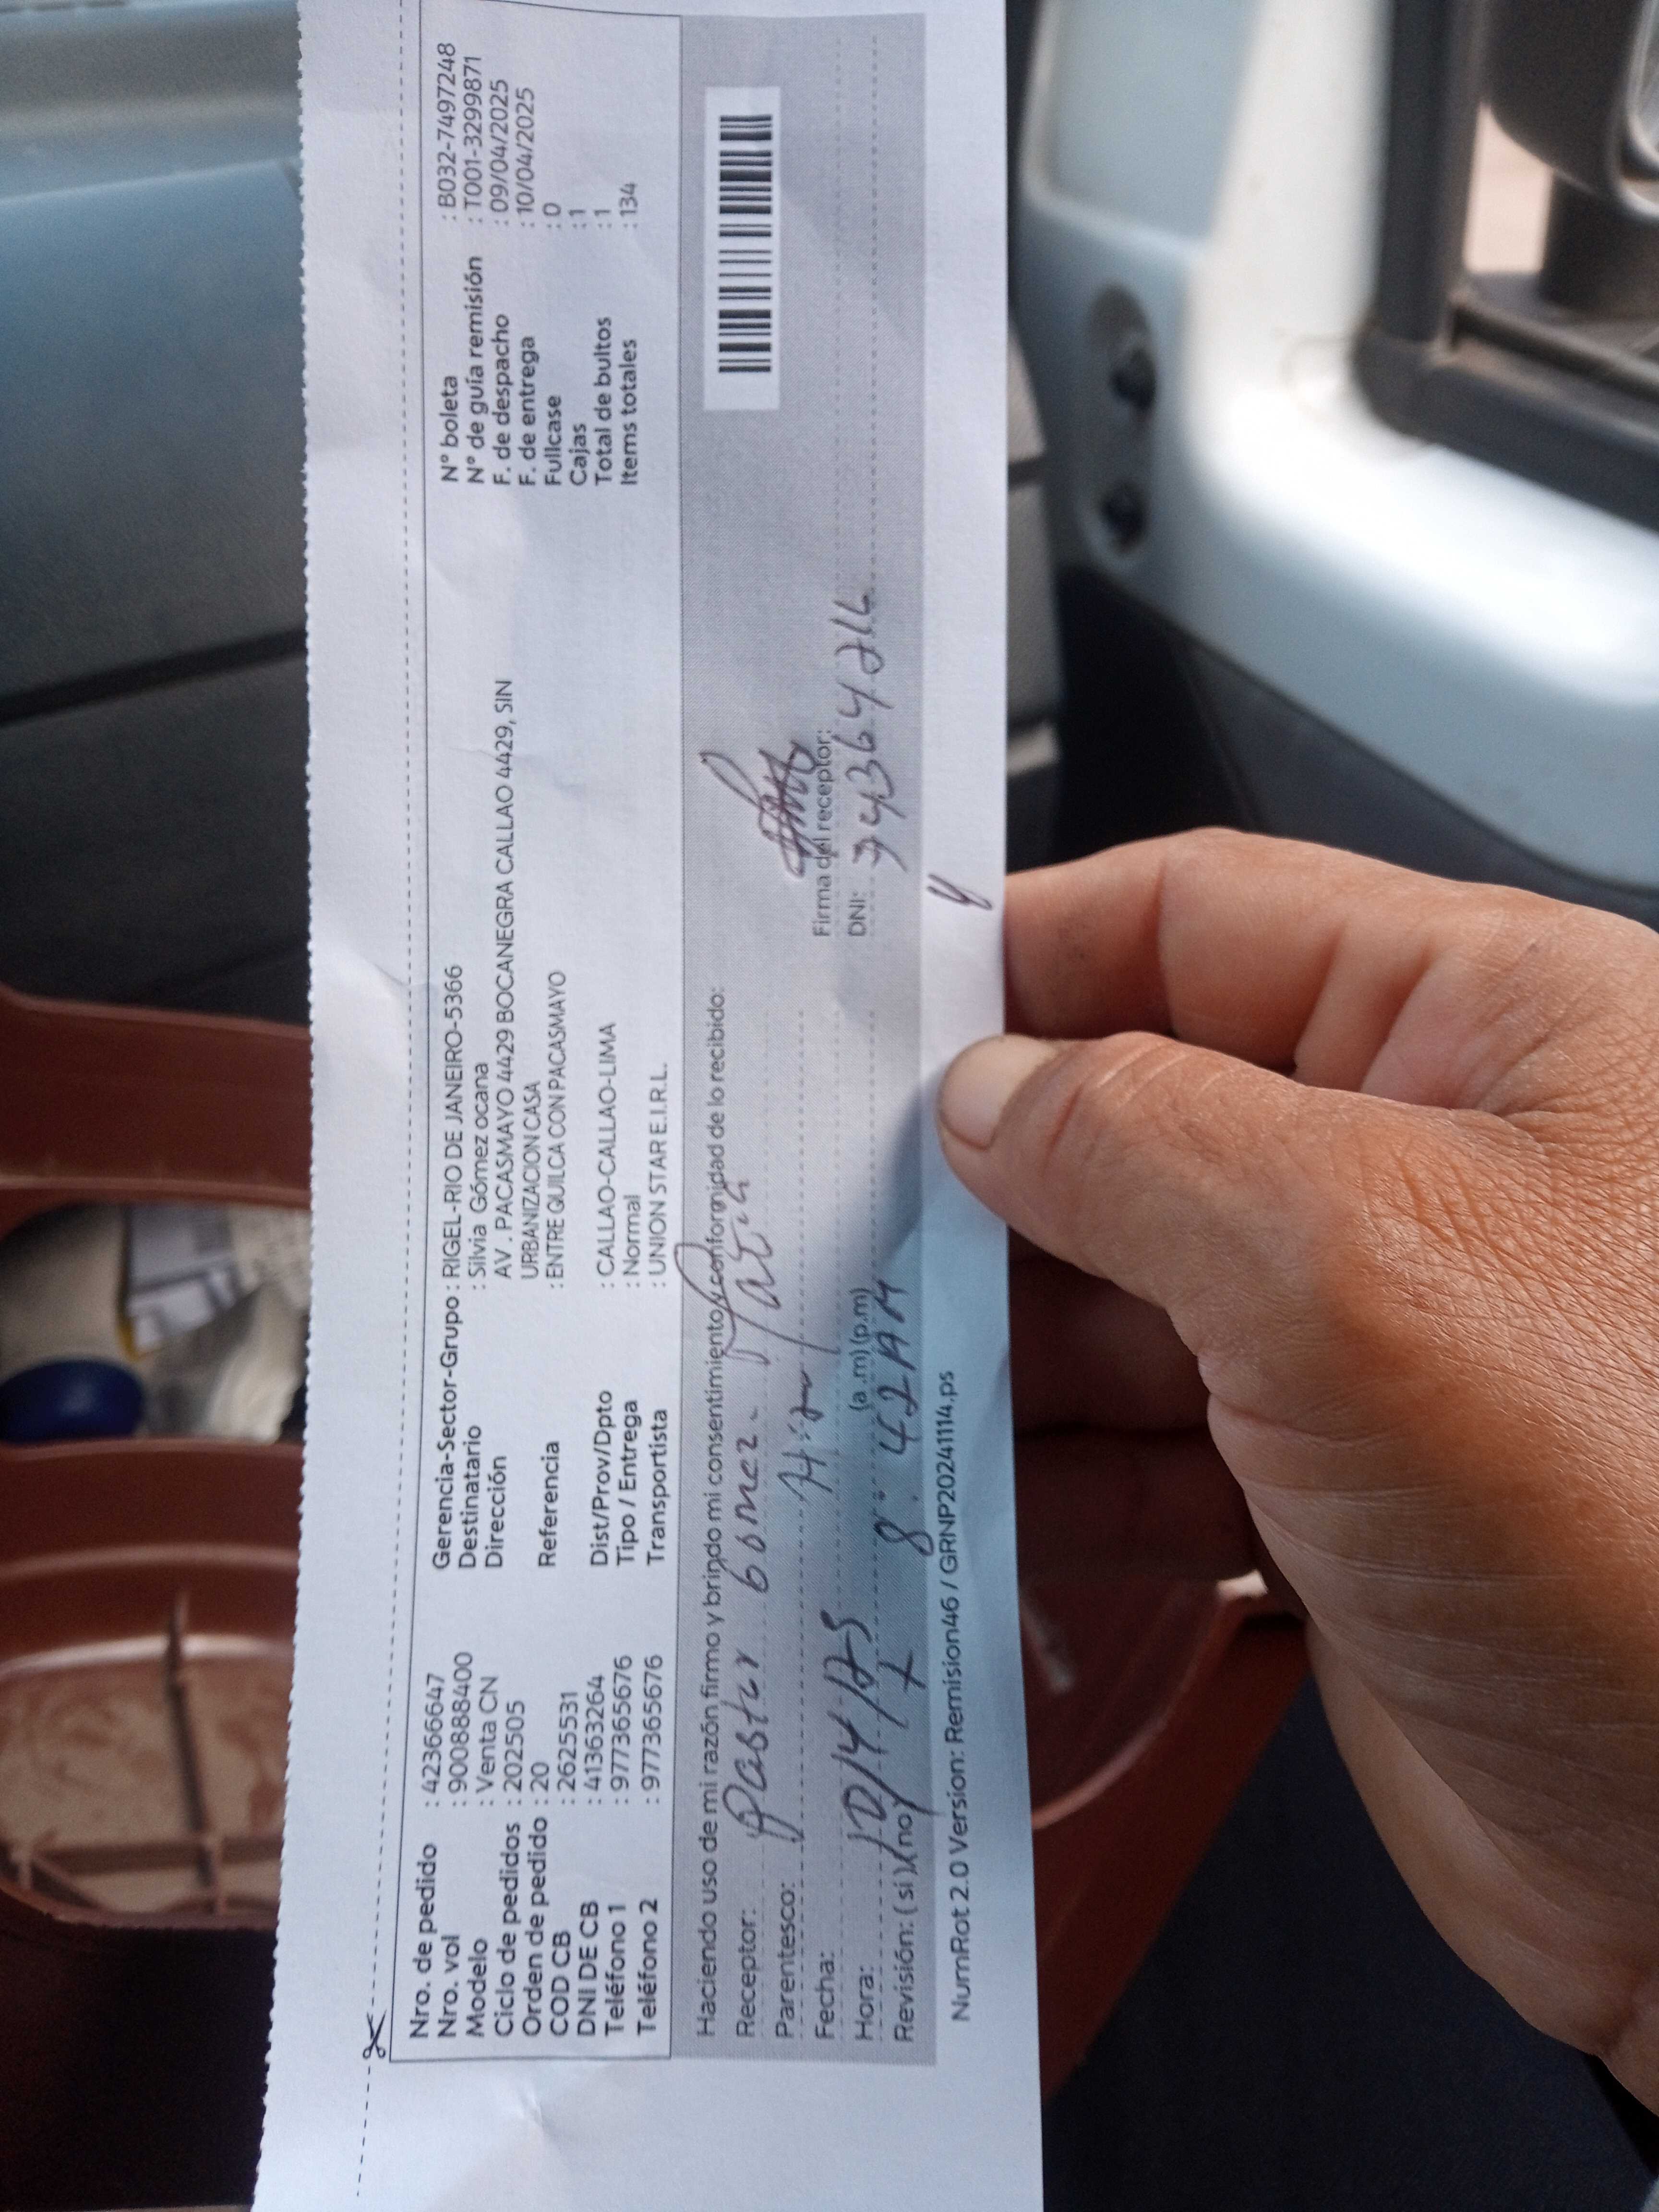 Nro. de pedido : 42366647
Nro. vol : 900888400
Modelo : Venta CN
Ciclo de pedidos : 202505
Orden de pedido : 20
COD CB : 2625531
DNI DE CB : 41363264
Teléfono 1 : 977365676
Teléfono 2 : 977365676
Gerencia-Sector-Grupo : RIGEL-RIO DE JANEIRO-5366
Destinatario : Silvia Gómez ocana
Dirección AV . PACASMAYO 4429 BOCANEGRA CALLAO 4429, SIN
URBANIZACION CASA
Referencia : ENTRE QUILCA CON PACASMAYO
Dist/Prov/Dpto : CALLAO-CALLAO-LIMA
Tipo / Entrega : Normal
Transportista : UNION STAR E.I.R.L.
N° boleta : B032-7497248
N° de guía remisión : T001-3299871
F. de despacho : 09/04/2025
F. de entrega : 10/04/2025
Fullcase : 0
Cajas : 1
Total de bultos : 1
Items totales : 134
Haciendo uso de mi razón firmo y brindo mi consentimiento y conformidad de lo recibido:
Receptor: Pastor Gomez
Parentesco:
Fecha: 10/4/25
Hora: 8:42AM (a .m) (p.m)
Revisión: ( si ) ( no )
Firma del receptor:
DNI:
NumRot 2.0 Version: Remision46 / GRNP20241114.ps